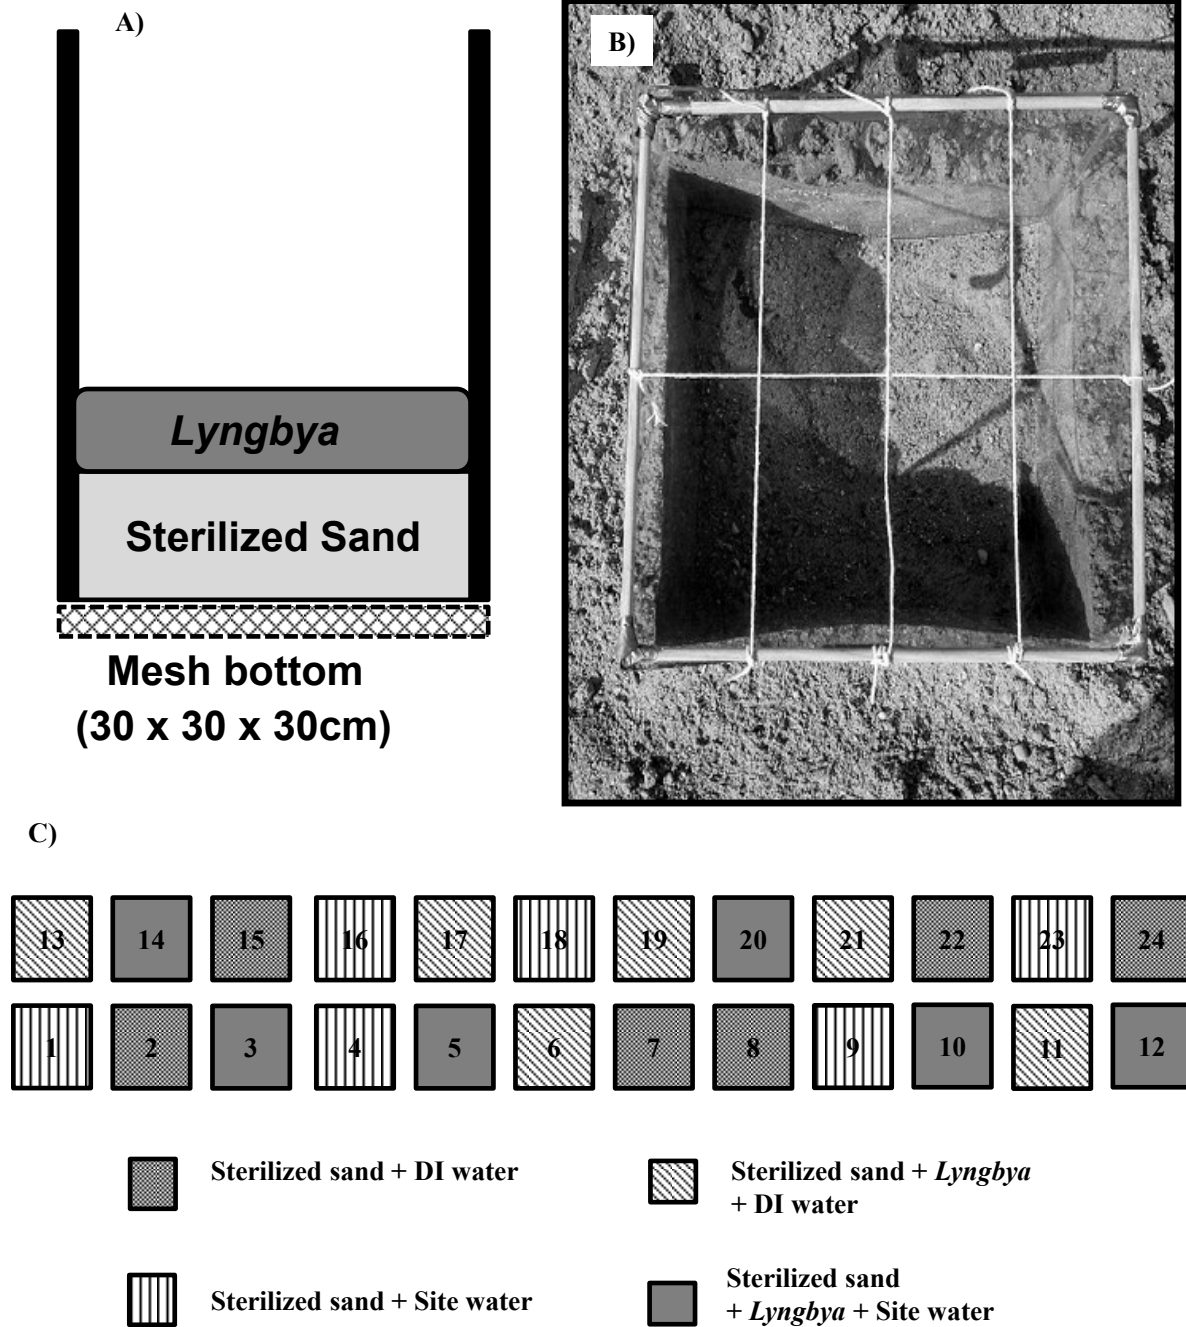 A)
B)
Lyngbya
Sterilized Sand
Mesh bottom
(30 x 30 x 30cm)
C)
13 14 15 16 17 18 19 20 21 22 23 24
1 2 3 4 5 6 7 8 9 10 11 12
Sterilized sand + DI water
Sterilized sand + Lyngbya
+ DI water
Sterilized sand + Site water
Sterilized sand
+ Lyngbya + Site water